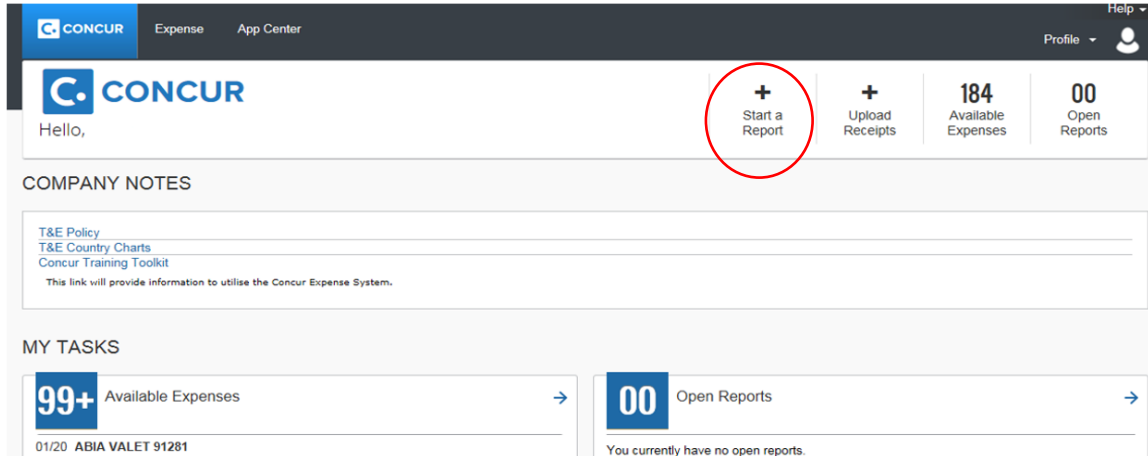 Help
C. CONCUR Expense App Center
Profile
C. CONCUR
Hello,
+ Start a Report
+ Upload Receipts
184 Available Expenses
00 Open Reports
COMPANY NOTES
T&E Policy
T&E Country Charts
Concur Training Toolkit
This link will provide information to utilise the Concur Expense System.
MY TASKS
99+ Available Expenses
00 Open Reports
01/20 ABIA VALET 91281
You currently have no open reports.